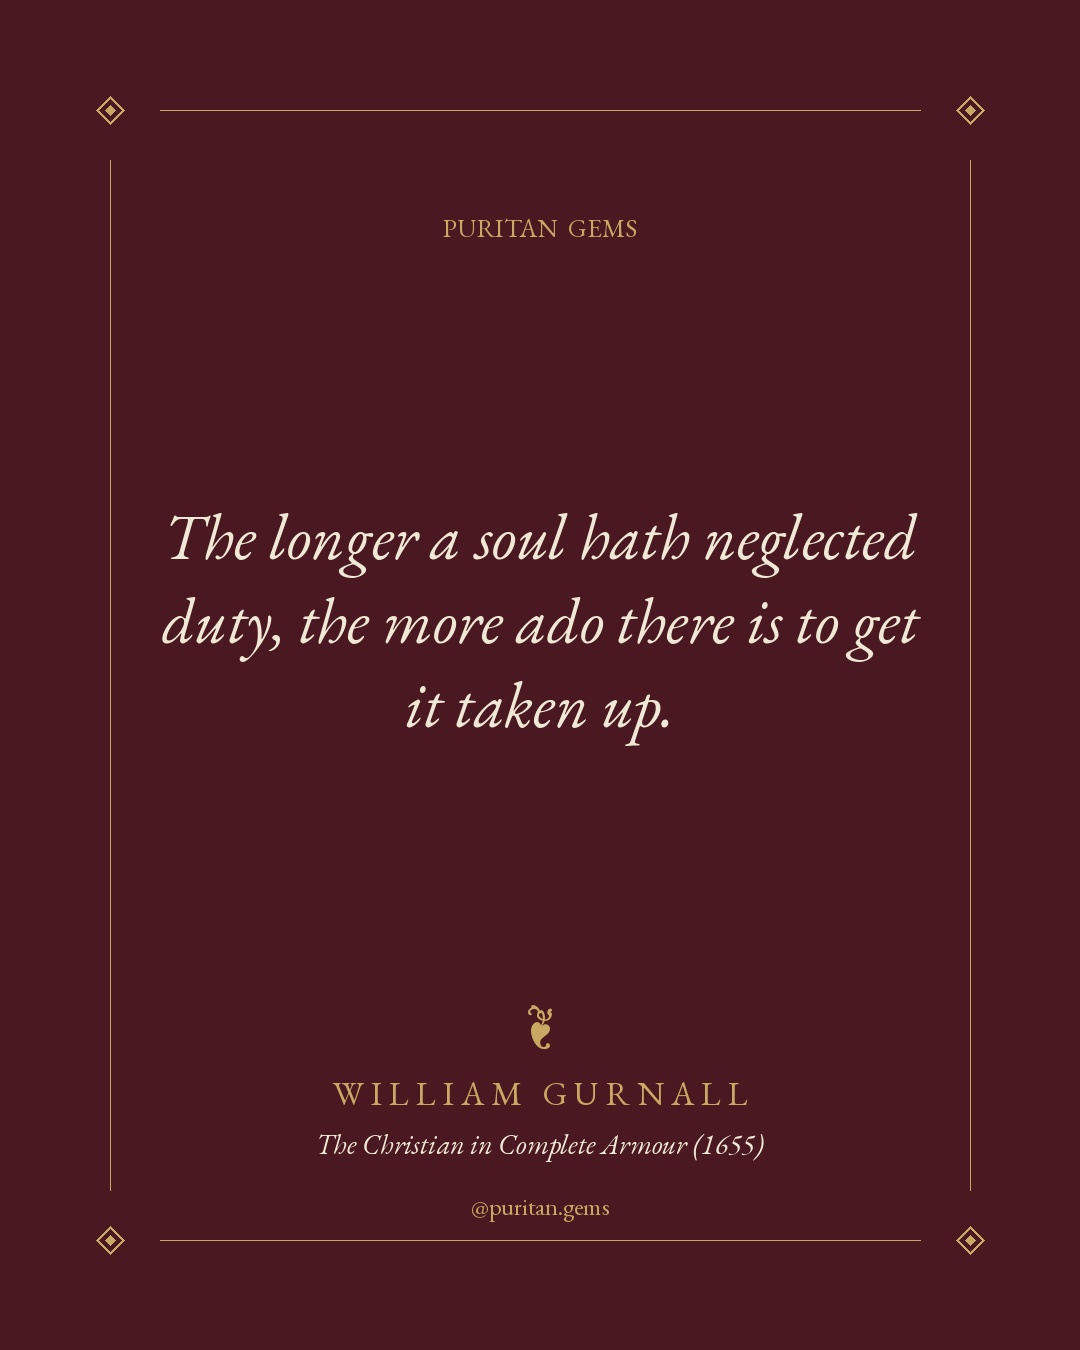 PURITAN GEMS
The longer a soul hath neglected
duty, the more ado there is to get
it taken up.
WILLIAM GURNALL
The Christian in Complete Armour (1655)
@puritan.gems